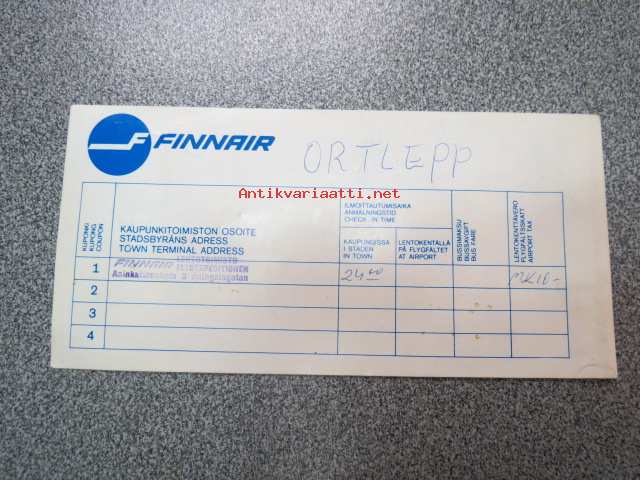 FINNAIR
ORTLEPP
Antikvariaatti.net
KUPONKI
KUPONG
COUPON
KAUPUNKITOIMISTON OSOITE
STADSBYRÅNS ADRESS
TOWN TERMINAL ADDRESS
ILMOITTAUTUMISAIKA
ANMÄLNINGSTID
CHECK IN TIME
KAUPUNGISSA
I STADEN
IN TOWN
LENTOKENTÄLLÄ
PÅ FLYGFÄLTET
AT AIRPORT
BUSSIMAKSU
BUSSAVGIFT
BUS FARE
LENTOKENTTÄVERO
FLYGFÄLTSSKATT
AIRPORT TAX
1
FINNAIR
24 00
MK10-
2
3
4